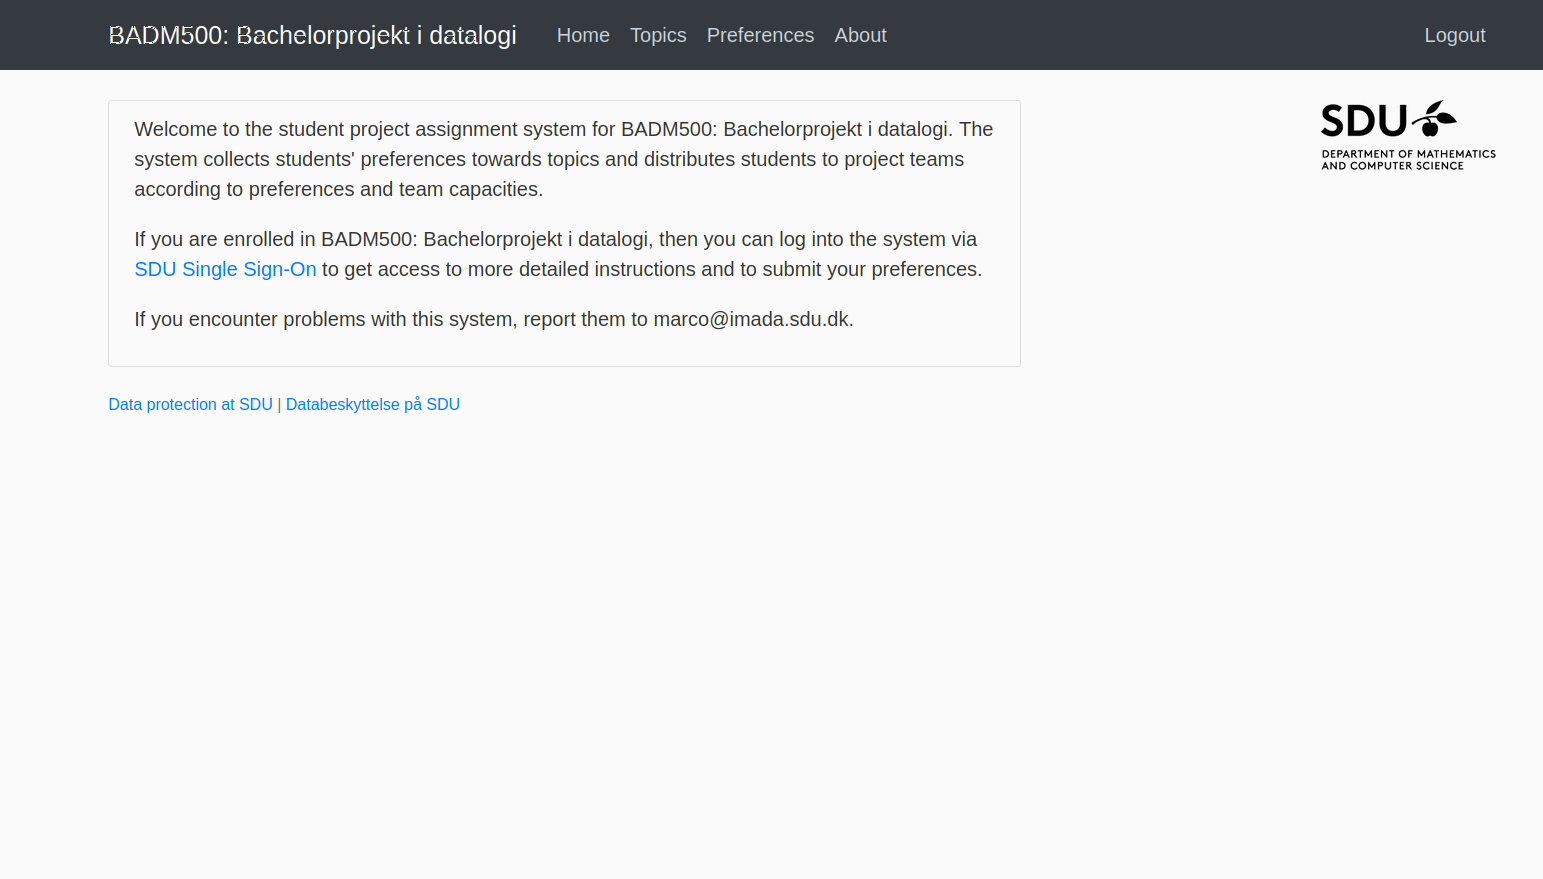 BADM500: Bachelorprojekt i datalogi Home Topics Preferences About Logout
Welcome to the student project assignment system for BADM500: Bachelorprojekt i datalogi. The
system collects students' preferences towards topics and distributes students to project teams
according to preferences and team capacities.
If you are enrolled in BADM500: Bachelorprojekt i datalogi, then you can log into the system via
SDU Single Sign-On to get access to more detailed instructions and to submit your preferences.
If you encounter problems with this system, report them to marco@imada.sdu.dk.
SDU
DEPARTMENT OF MATHEMATICS
AND COMPUTER SCIENCE
Data protection at SDU | Databeskyttelse på SDU